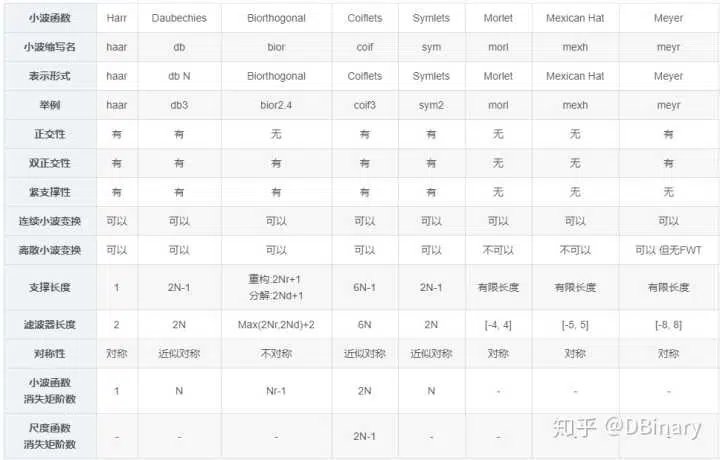 小波函数 Harr Daubechies Biorthogonal Coiflets Symlets Morlet Mexican Hat Meyer
小波缩写名 haar db bior coif sym morl mexh meyr
表示形式 haar db N Biorthogonal Coiflets Symlets Morlet Mexican Hat Meyer
举例 haar db3 bior2.4 coif3 sym2 morl mexh meyr
正交性 有 有 无 有 有 无 无 有
双正交性 有 有 有 有 有 无 无 有
紧支撑性 有 有 有 有 有 无 无 无
连续小波变换 可以 可以 可以 可以 可以 可以 可以 可以
离散小波变换 可以 可以 可以 可以 可以 不可以 不可以 可以 但无FWT
支撑长度 1 2N-1 重构:2Nr+1 6N-1 2N-1 有限长度 有限长度 有限长度
分解:2Nd+1
滤波器长度 2 2N Max(2Nr,2Nd)+2 6N 2N [-4, 4] [-5, 5] [-8, 8]
对称性 对称 近似对称 不对称 近似对称 近似对称 对称 对称 对称
小波函数
消失矩阶数 1 N Nr-1 2N N - - -
尺度函数
消失矩阶数 - - - 2N-1 - - - -
知乎 @DBinary